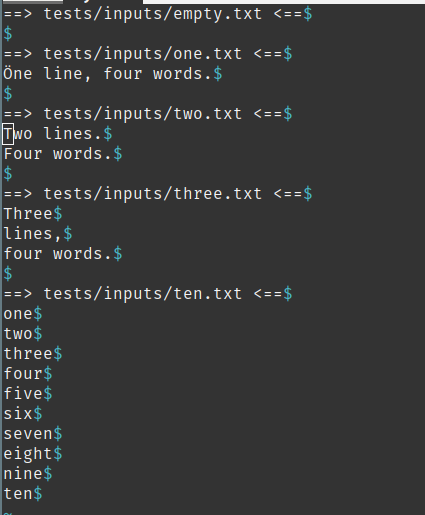 ==> tests/inputs/empty.txt <==$
$
==> tests/inputs/one.txt <==$
Öne line, four words.$
$
==> tests/inputs/two.txt <==$
Two lines.$
Four words.$
$
==> tests/inputs/three.txt <==$
Three$
lines,$
four words.$
$
==> tests/inputs/ten.txt <==$
one$
two$
three$
four$
five$
six$
seven$
eight$
nine$
ten$
~